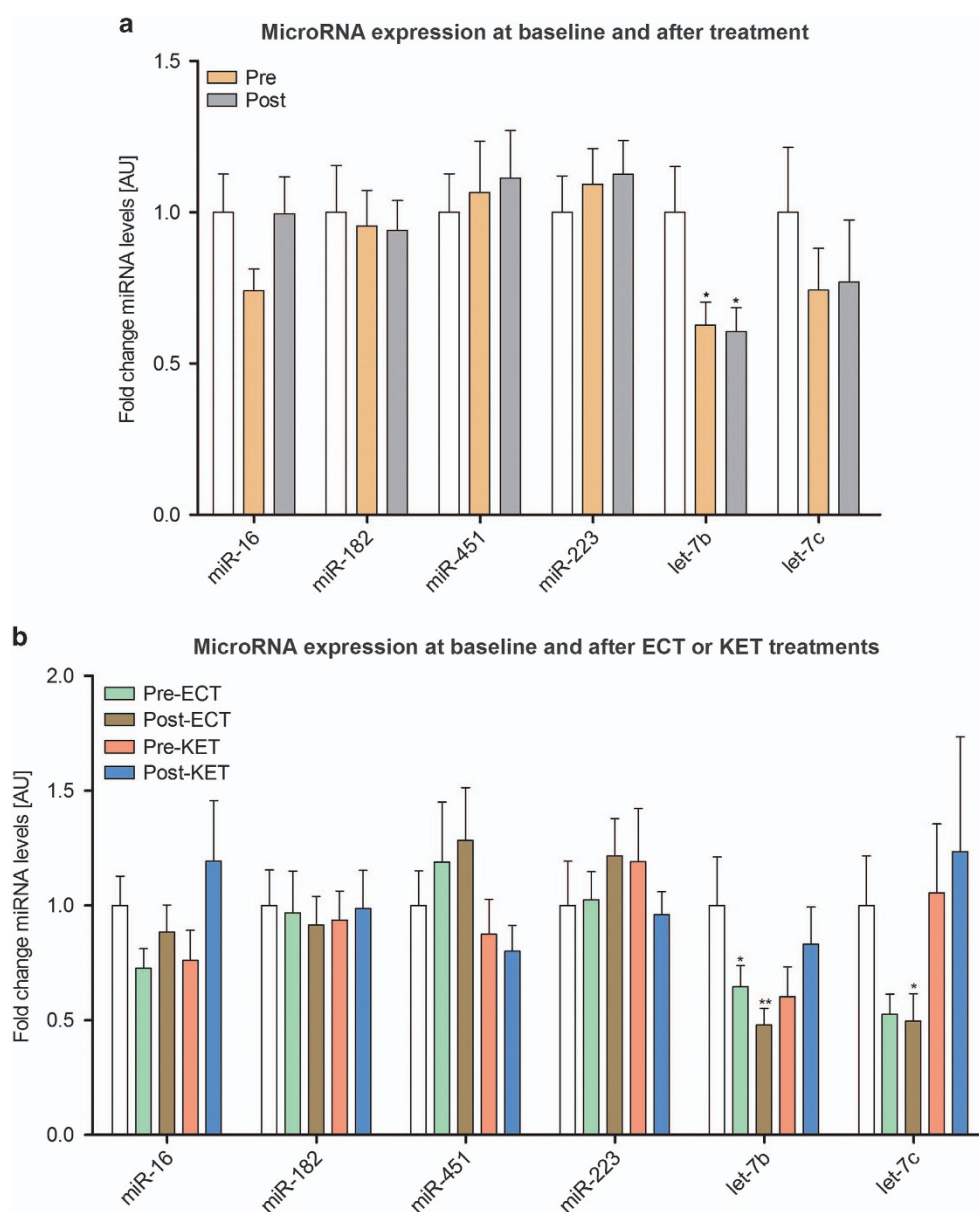 a
MicroRNA expression at baseline and after treatment
1.5
Pre
Post
1.0
0.5
0.0
Fold change miRNA levels [AU]
* *
miR-16 miR-182 miR-451 miR-223 let-7b let-7c
b
MicroRNA expression at baseline and after ECT or KET treatments
2.0
Pre-ECT
Post-ECT
Pre-KET
Post-KET
1.5
1.0
0.5
0.0
Fold change miRNA levels [AU]
* ** *
miR-16 miR-182 miR-451 miR-223 let-7b let-7c